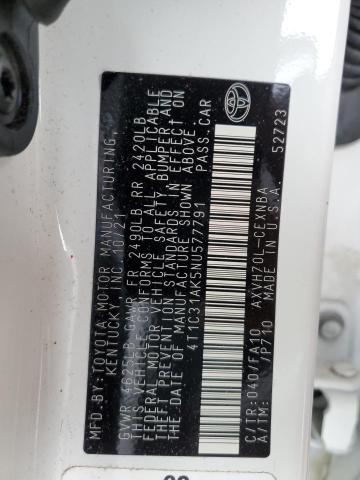 MFD.BY:TOYOTA MOTOR MANUFACTURING,
KENTUCKY, INC. 10/21
GVWR 4625LB GAWR FR 2490LB RR 2420LB
THIS VEHICLE CONFORMS TO ALL APPLICABLE
FEDERAL MOTOR VEHICLE SAFETY, BUMPER, AND
THEFT PREVENTION STANDARDS IN EFFECT ON
THE DATE OF MANUFACTURE SHOWN ABOVE.
4T1C31AK5NU577791 PASS.CAR
C/TR:040/FA10 AXVH70L-CEXNBA
A/TM: /P710 MADE IN U.S.A.
52723